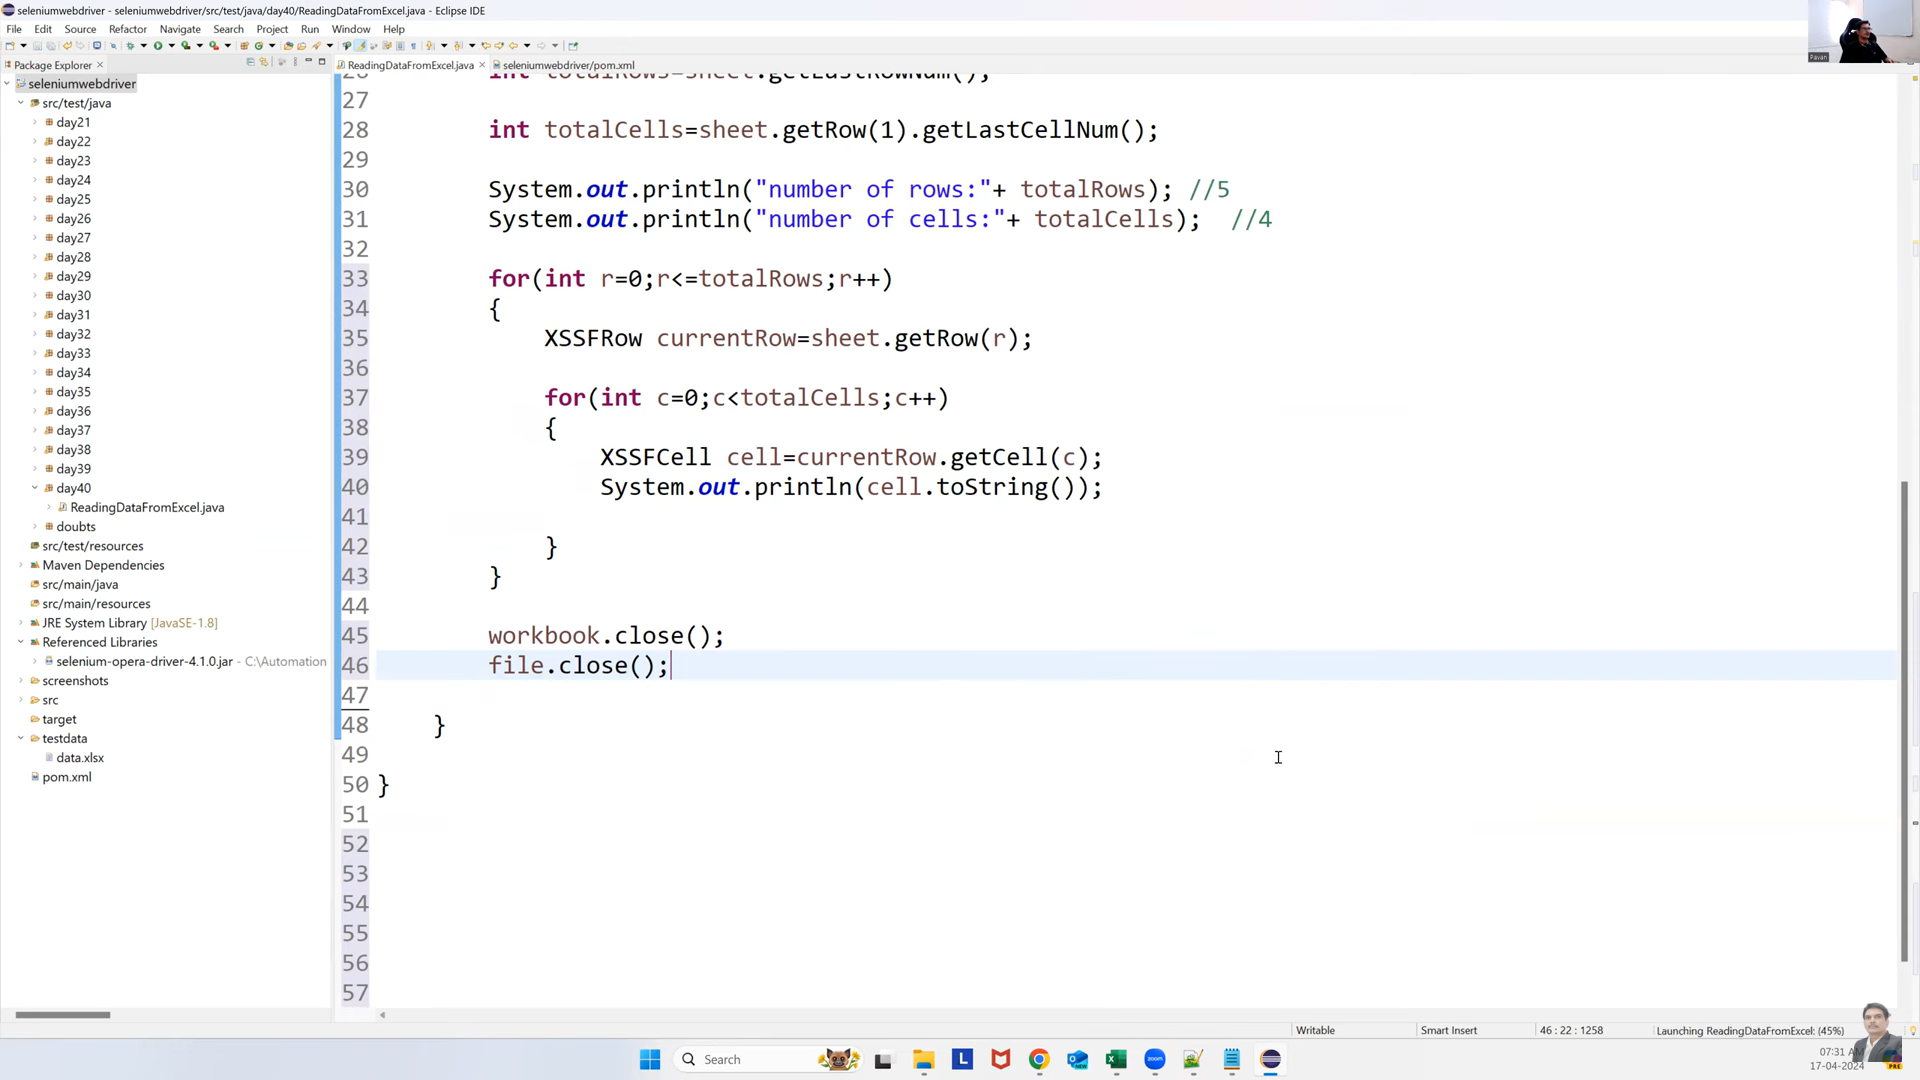 seleniumwebdriver - seleniumwebdriver/src/test/java/day40/ReadingDataFromExcel.java - Eclipse IDE
File Edit Source Refactor Navigate Search Project Run Window Help
Package Explorer
ReadingDataFromExcel.java
seleniumwebdriver/pom.xml
seleniumwebdriver
src/test/java
day21
day22
day23
day24
day25
day26
day27
day28
day29
day30
day31
day32
day33
day34
day35
day36
day37
day38
day39
day40
ReadingDataFromExcel.java
doubts
src/test/resources
Maven Dependencies
src/main/java
src/main/resources
JRE System Library [JavaSE-1.8]
Referenced Libraries
selenium-opera-driver-4.1.0.jar - C:\Automation
screenshots
src
target
testdata
data.xlsx
pom.xml
26 int totalRows=sheet.getLastRowNum();
27
28 int totalCells=sheet.getRow(1).getLastCellNum();
29
30 System.out.println("number of rows:"+ totalRows); //5
31 System.out.println("number of cells:"+ totalCells); //4
32
33 for(int r=0;r<=totalRows;r++)
34 {
35 XSSFRow currentRow=sheet.getRow(r);
36
37 for(int c=0;c<totalCells;c++)
38 {
39 XSSFCell cell=currentRow.getCell(c);
40 System.out.println(cell.toString());
41
42 }
43 }
44
45 workbook.close();
46 file.close();
47
48 }
49
50 }
51
52
53
54
55
56
57
Pavan
Writable
Smart Insert
46 : 22 : 1258
Launching ReadingDataFromExcel: (45%)
Search
L
zoom
07:31 AM
17-04-2024
PRE